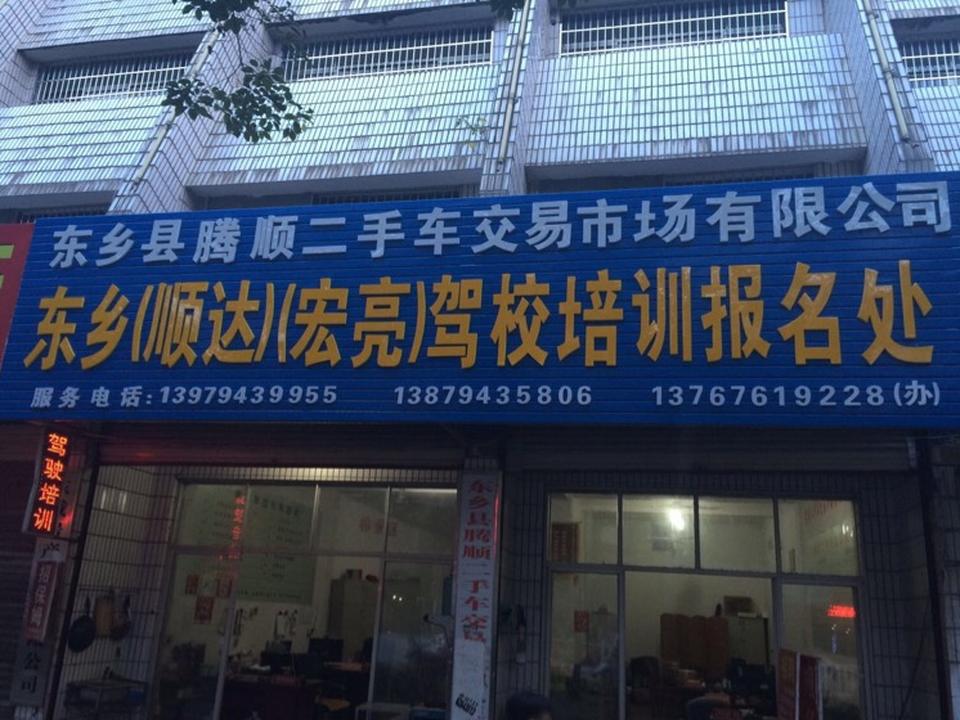 东乡县腾顺二手车交易市场有限公司
东乡(顺达)(宏亮)驾校培训报名处
服务电话:13979439955 13879435806 13767619228(办)
驾驶培训
东乡县腾顺二手车交易